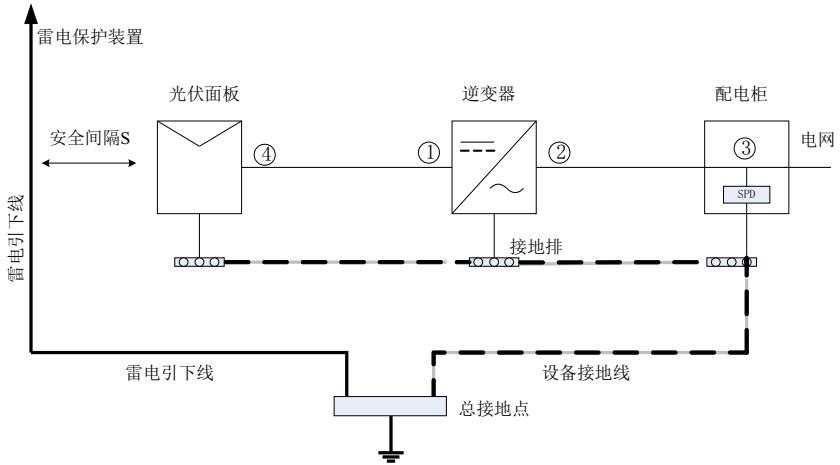 雷电保护装置
光伏面板
逆变器
配电柜
安全间隔S
④
①
②
③
电网
SPD
雷电引下线
接地排
雷电引下线
设备接地线
总接地点